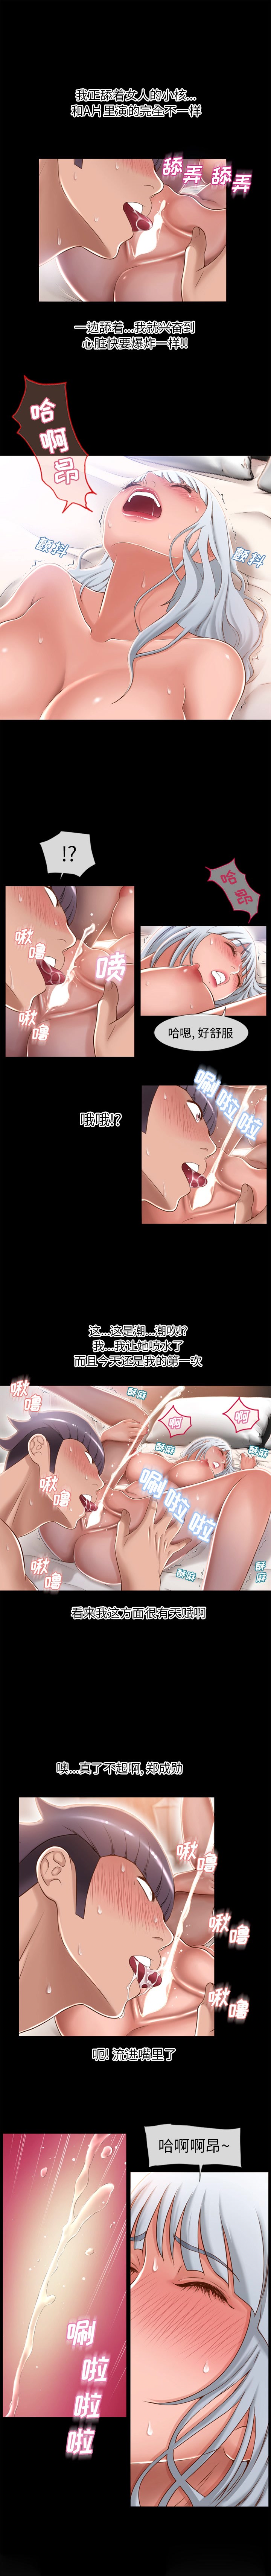 我正舔着女人的小核...
和A片里演的完全不一样
舔弄 舔弄
一边舔着...我就兴奋到
心脏快要爆炸一样!!
哈
啊
昂
颤抖
颤抖
!?
啾
噜
喷
啾
噜
哈
昂
哈嗯, 好舒服
哦哦!?
唰
啦
啦
这...这是潮...潮吹!?
我...我让她喷水了
而且今天还是我的第一次
啾
噜
酥麻
啊
啊
酥麻
酥麻
啾
噜
唰
啦
啦
啾
噜
酥麻
酥麻
看来我这方面很有天赋啊
噢...真了不起啊, 郑成勋
啾
噜
啾
噜
啾
噜
呃! 流进嘴里了
哈啊啊昂~
唰
啦
啦
啦